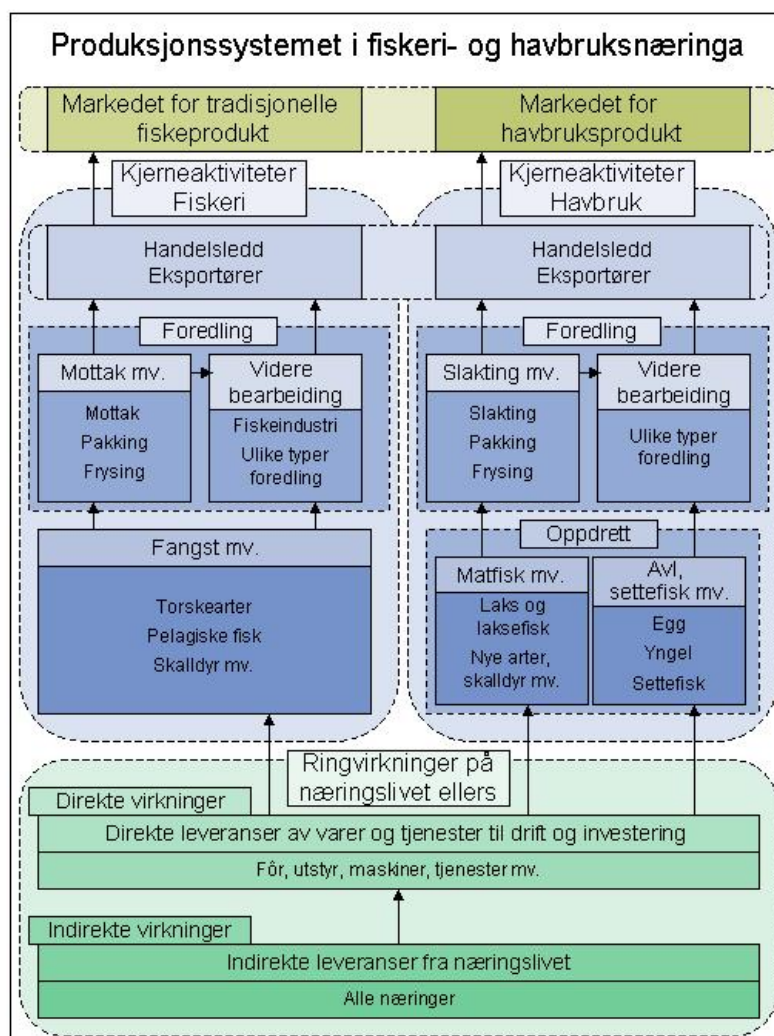 Produksjonssystemet i fiskeri- og havbruksnæringa
Markedet for tradisjonelle
fiskeprodukt
Markedet for
havbruksprodukt
Kjerneaktiviteter
Fiskeri
Kjerneaktiviteter
Havbruk
Handelsledd
Eksportører
Handelsledd
Eksportører
Foredling
Foredling
Mottak mv.
Mottak
Pakking
Frysing
Videre
bearbeiding
Fiskeindustri
Ulike typer
foredling
Slakting mv.
Slakting
Pakking
Frysing
Videre
bearbeiding
Ulike typer
foredling
Fangst mv.
Torskearter
Pelagiske fisk
Skalldyr mv.
Oppdrett
Matfisk mv.
Laks og
laksefisk
Nye arter,
skalldyr mv.
Avl,
settefisk mv.
Egg
Yngel
Settefisk
Ringvirkninger på
næringslivet ellers
Direkte virkninger
Direkte leveranser av varer og tjenester til drift og investering
Fôr, utstyr, maskiner, tjenester mv.
Indirekte virkninger
Indirekte leveranser fra næringslivet
Alle næringer